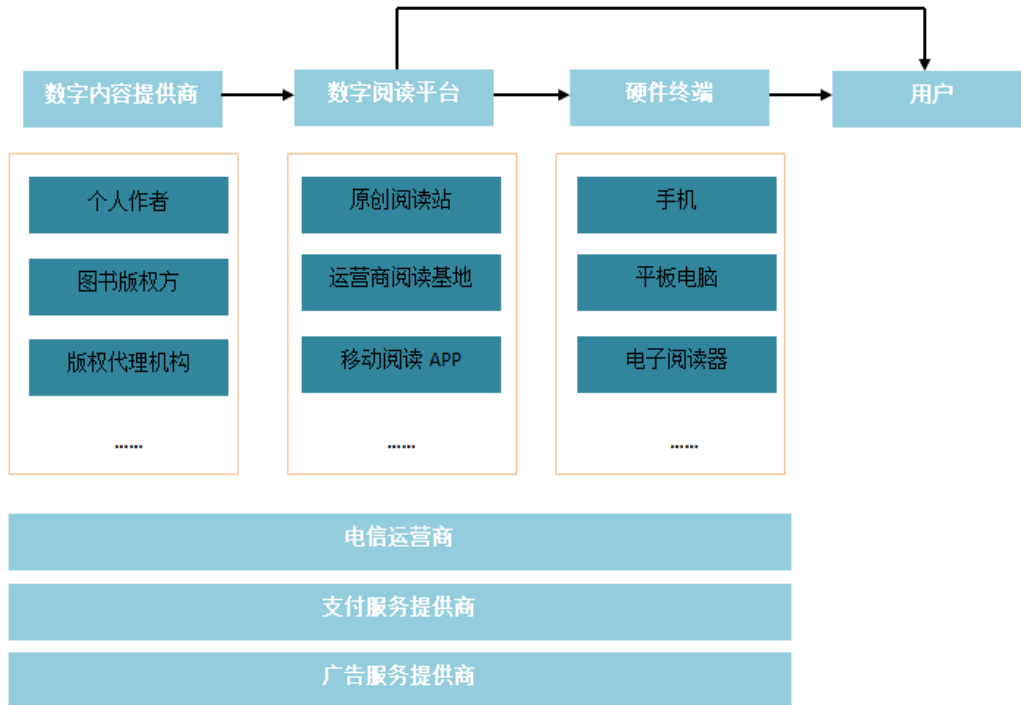 数字内容提供商
数字阅读平台
硬件终端
用户
个人作者
图书版权方
版权代理机构
……
原创阅读站
运营商阅读基地
移动阅读 APP
……
手机
平板电脑
电子阅读器
……
电信运营商
支付服务提供商
广告服务提供商